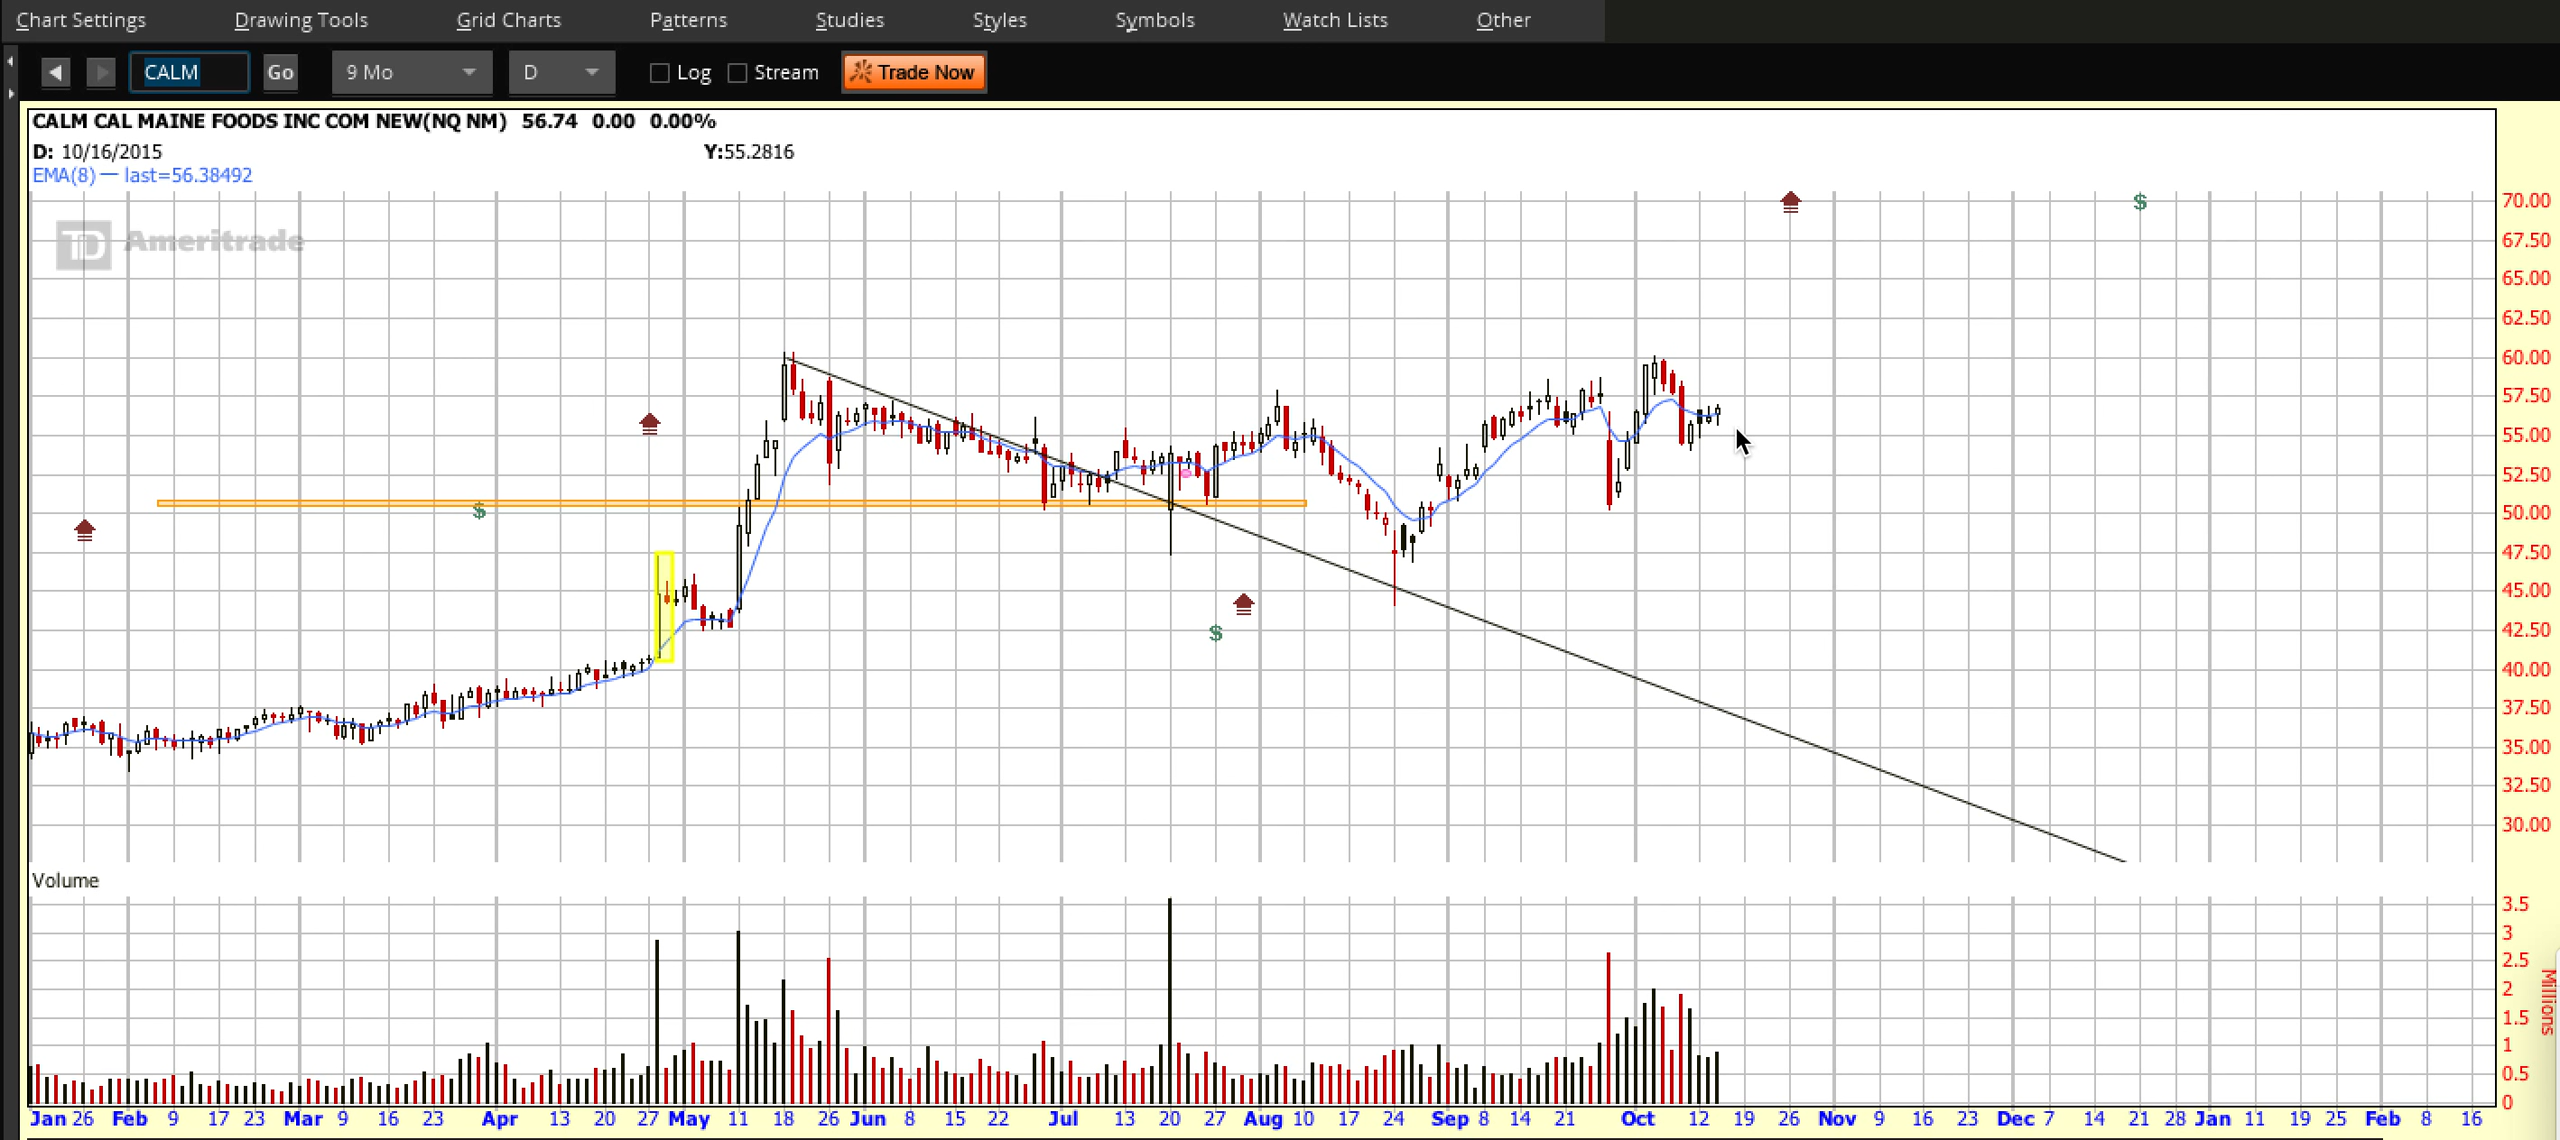 Chart Settings Drawing Tools Grid Charts Patterns Studies Styles Symbols Watch Lists Other
CALM Go 9 Mo D Log Stream Trade Now
CALM CAL MAINE FOODS INC COM NEW(NQ NM) 56.74 0.00 0.00%
D: 10/16/2015 Y:55.2816
EMA(8) — last=56.38492
TD Ameritrade
$ $ $
70.00
67.50
65.00
62.50
60.00
57.50
55.00
52.50
50.00
47.50
45.00
42.50
40.00
37.50
35.00
32.50
30.00
Volume
3.5
3
2.5
2
1.5
1
0.5
0
Millions
Jan 26 Feb 9 17 23 Mar 9 16 23 Apr 13 20 27 May 11 18 26 Jun 8 15 22 Jul 13 20 27 Aug 10 17 24 Sep 8 14 21 Oct 12 19 26 Nov 9 16 23 Dec 7 14 21 28 Jan 11 19 25 Feb 8 16